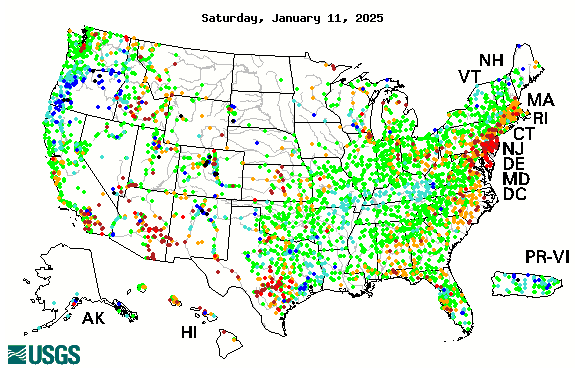 Saturday, January 11, 2025
NH
VT
MA
RI
CT
NJ
DE
MD
DC
PR-VI
AK
HI
USGS